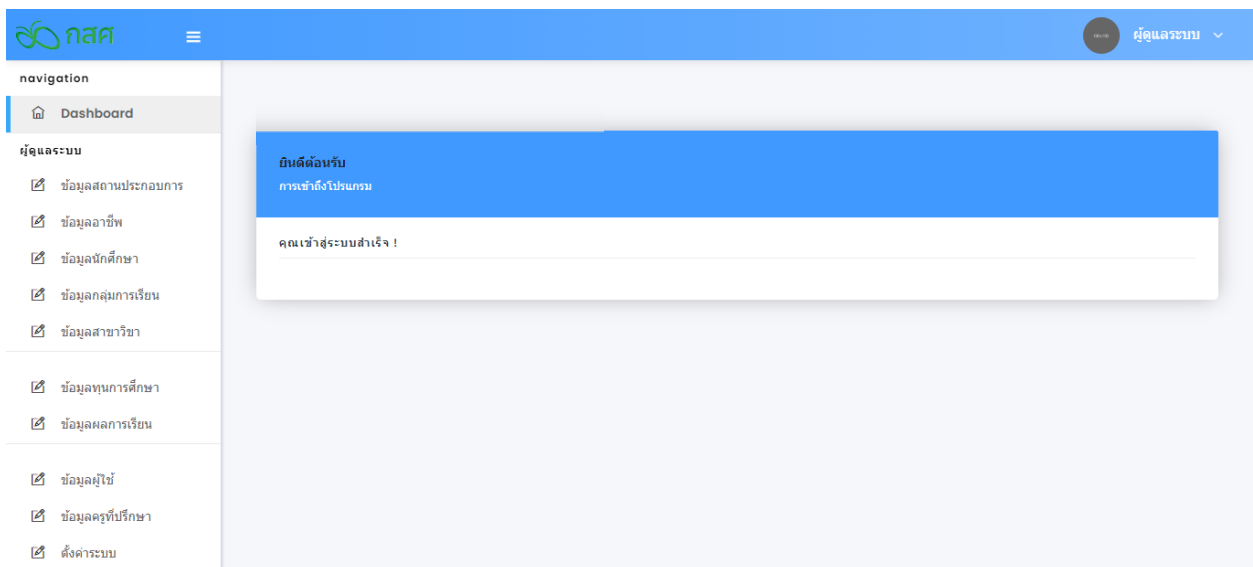 กสศ
ผู้ดูแลระบบ
navigation
Dashboard
ผู้ดูแลระบบ
ข้อมูลสถานประกอบการ
ข้อมูลอาชีพ
ข้อมูลนักศึกษา
ข้อมูลกลุ่มการเรียน
ข้อมูลสาขาวิชา
ข้อมูลทุนการศึกษา
ข้อมูลผลการเรียน
ข้อมูลผู้ใช้
ข้อมูลครูที่ปรึกษา
ตั้งค่าระบบ
ยินดีต้อนรับ
การเข้าถึงโปรแกรม
คุณเข้าสู่ระบบสำเร็จ !